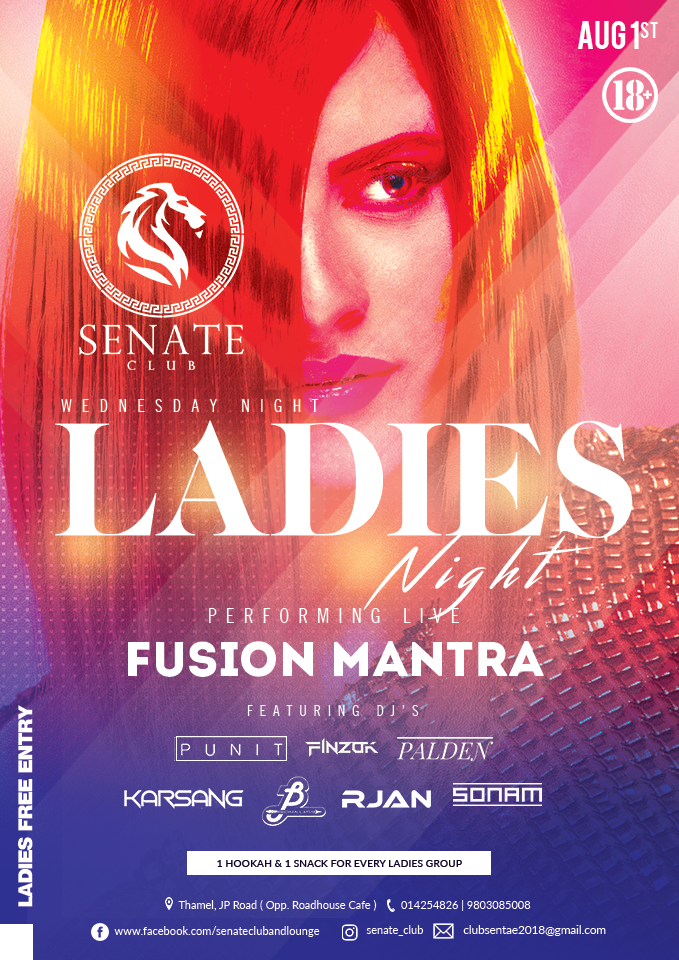 AUG 1ST
18+
SENATE
CLUB
WEDNESDAY NIGHT
LADIES
Night
PERFORMING LIVE
FUSION MANTRA
FEATURING DJ'S
PUNIT FINZOK PALDEN
KARSANG B RJAN SONAM
LADIES FREE ENTRY
1 HOOKAH & 1 SNACK FOR EVERY LADIES GROUP
Thamel, JP Road ( Opp. Roadhouse Cafe ) 014254826 | 9803085008
www.facebook.com/senateclubandlounge senate_club clubsentae2018@gmail.com